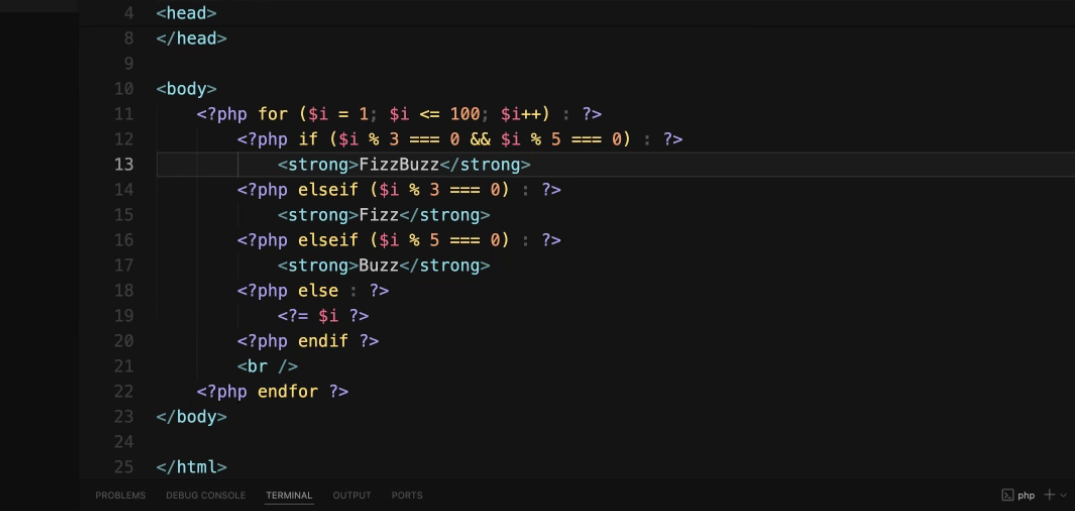 4 <head>
8 </head>
9
10 <body>
11 <?php for ($i = 1; $i <= 100; $i++) : ?>
12 <?php if ($i % 3 === 0 && $i % 5 === 0) : ?>
13 <strong>FizzBuzz</strong>
14 <?php elseif ($i % 3 === 0) : ?>
15 <strong>Fizz</strong>
16 <?php elseif ($i % 5 === 0) : ?>
17 <strong>Buzz</strong>
18 <?php else : ?>
19 <?= $i ?>
20 <?php endif ?>
21 <br />
22 <?php endfor ?>
23 </body>
24
25 </html>
PROBLEMS DEBUG CONSOLE TERMINAL OUTPUT PORTS php